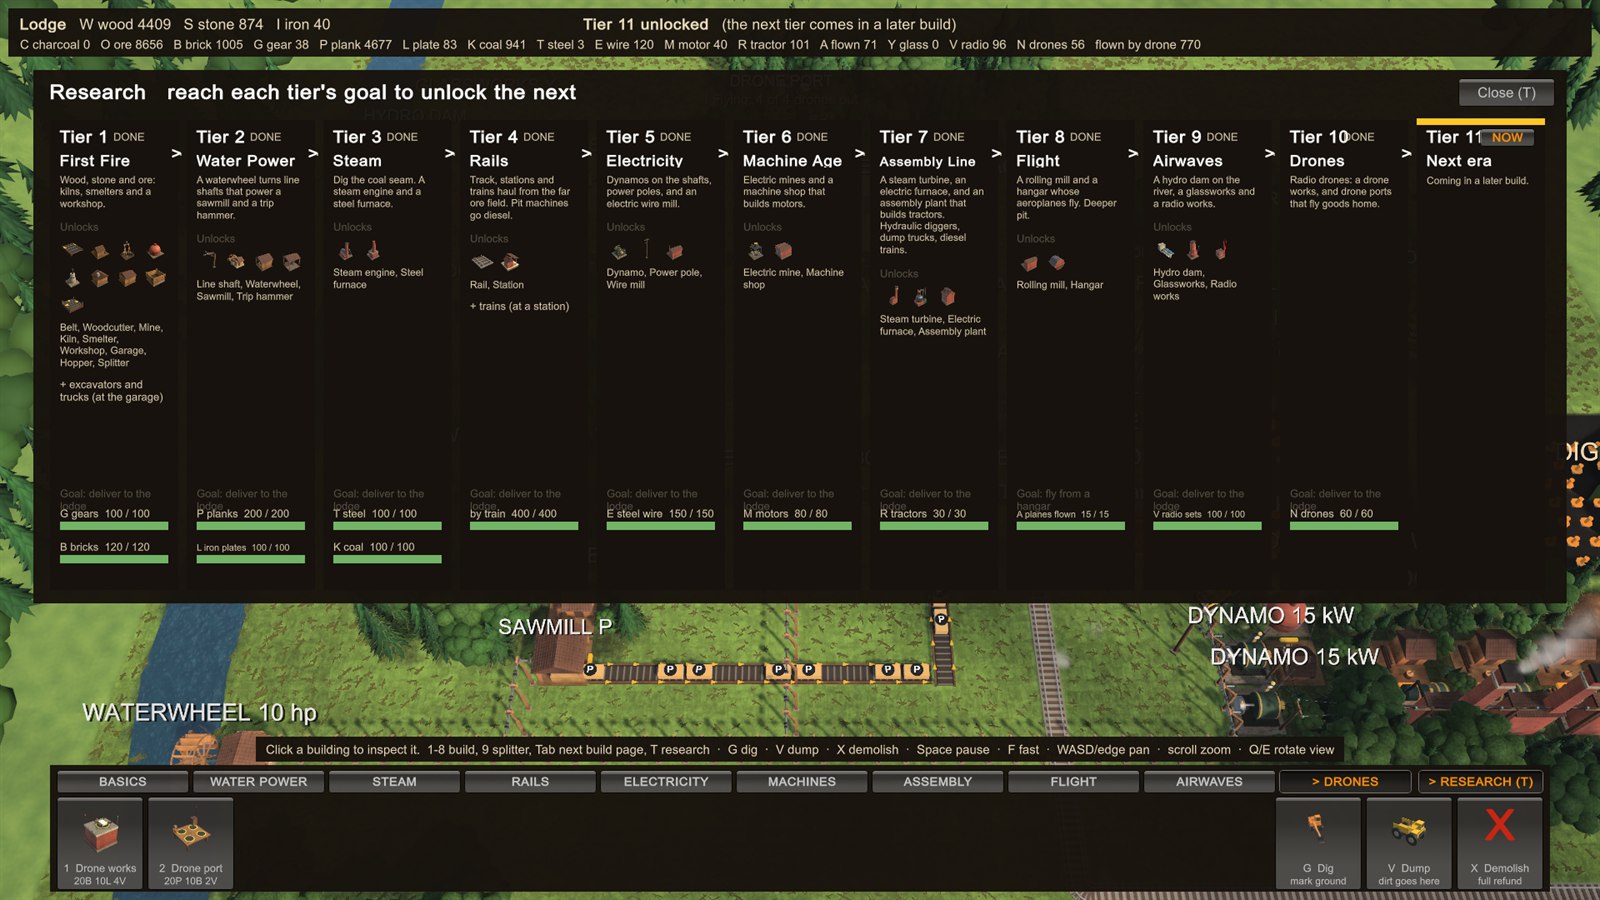 Lodge W wood 4409 S stone 874 I iron 40
Tier 11 unlocked (the next tier comes in a later build)
C charcoal 0 O ore 8656 B brick 1005 G gear 38 P plank 4677 L plate 83 K coal 941 T steel 3 E wire 120 M motor 40 R tractor 101 A flown 71 Y glass 0 V radio 96 N drones 56 flown by drone 770
DRONE PORT
Research reach each tier's goal to unlock the next
Close (T)
Tier 1 DONE
First Fire
Wood, stone and ore:
kilns, smelters and a
workshop.
Unlocks
Belt, Woodcutter, Mine,
Kiln, Smelter,
Workshop, Garage,
Hopper, Splitter
+ excavators and
trucks (at the garage)
Goal: deliver to the
lodge
G gears 100 / 100
B bricks 120 / 120
>
Tier 2 DONE
Water Power
A waterwheel turns line
shafts that power a
sawmill and a trip
hammer.
Unlocks
Line shaft, Waterwheel,
Sawmill, Trip hammer
Goal: deliver to the
lodge
P planks 200 / 200
L iron plates 100 / 100
>
Tier 3 DONE
Steam
Dig the coal seam. A
steam engine and a
steel furnace.
Unlocks
Steam engine, Steel
furnace
Goal: deliver to the
lodge
T steel 100 / 100
K coal 100 / 100
>
Tier 4 DONE
Rails
Track, stations and
trains haul from the far
ore field. Pit machines
go diesel.
Unlocks
Rail, Station
+ trains (at a station)
Goal: deliver to the
lodge
by train 400 / 400
>
Tier 5 DONE
Electricity
Dynamos on the shafts,
power poles, and an
electric wire mill.
Unlocks
Dynamo, Power pole,
Wire mill
Goal: deliver to the
lodge
E steel wire 150 / 150
>
Tier 6 DONE
Machine Age
Electric mines and a
machine shop that
builds motors.
Unlocks
Electric mine, Machine
shop
Goal: deliver to the
lodge
M motors 80 / 80
>
Tier 7 DONE
Assembly Line
A steam turbine, an
electric furnace, and an
assembly plant that
builds tractors.
Hydraulic diggers,
dump trucks, diesel
trains.
Unlocks
Steam turbine, Electric
furnace, Assembly plant
Goal: deliver to the
lodge
R tractors 30 / 30
>
Tier 8 DONE
Flight
A rolling mill and a
hangar whose
aeroplanes fly. Deeper
pit.
Unlocks
Rolling mill, Hangar
Goal: fly from a
hangar
A planes flown 15 / 15
>
Tier 9 DONE
Airwaves
A hydro dam on the
river, a glassworks and
a radio works.
Unlocks
Hydro dam,
Glassworks, Radio
works
Goal: deliver to the
lodge
V radio sets 100 / 100
>
Tier 10 DONE
Drones
Radio drones: a drone
works, and drone ports
that fly goods home.
Goal: deliver to the
lodge
N drones 60 / 60
>
Tier 11 NOW
Next era
Coming in a later build.
DIG
SAWMILL P
P P P P P P P P
DYNAMO 15 kW
DYNAMO 15 kW
WATERWHEEL 10 hp
Click a building to inspect it. 1-8 build, 9 splitter, Tab next build page, T research · G dig · V dump · X demolish · Space pause · F fast · WASD/edge pan · scroll zoom · Q/E rotate view
BASICS WATER POWER STEAM RAILS ELECTRICITY MACHINES ASSEMBLY FLIGHT AIRWAVES > DRONES > RESEARCH (T)
1 Drone works
20B 10L 4V
2 Drone port
20P 10B 2V
G Dig
mark ground
V Dump
dirt goes here
X Demolish
full refund